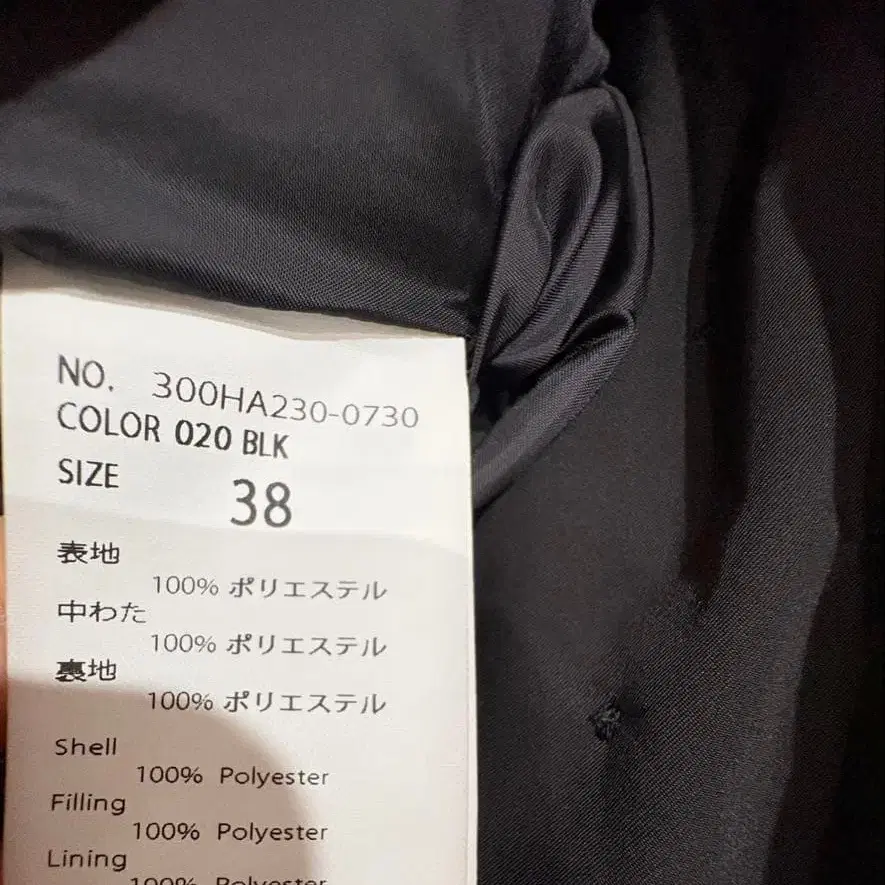 NO. 300HA230-0730
COLOR 020 BLK
SIZE 38
表地
100% ポリエステル
中わた
100% ポリエステル
裏地
100% ポリエステル
Shell
100% Polyester
Filling
100% Polyester
Lining
100% Polyester